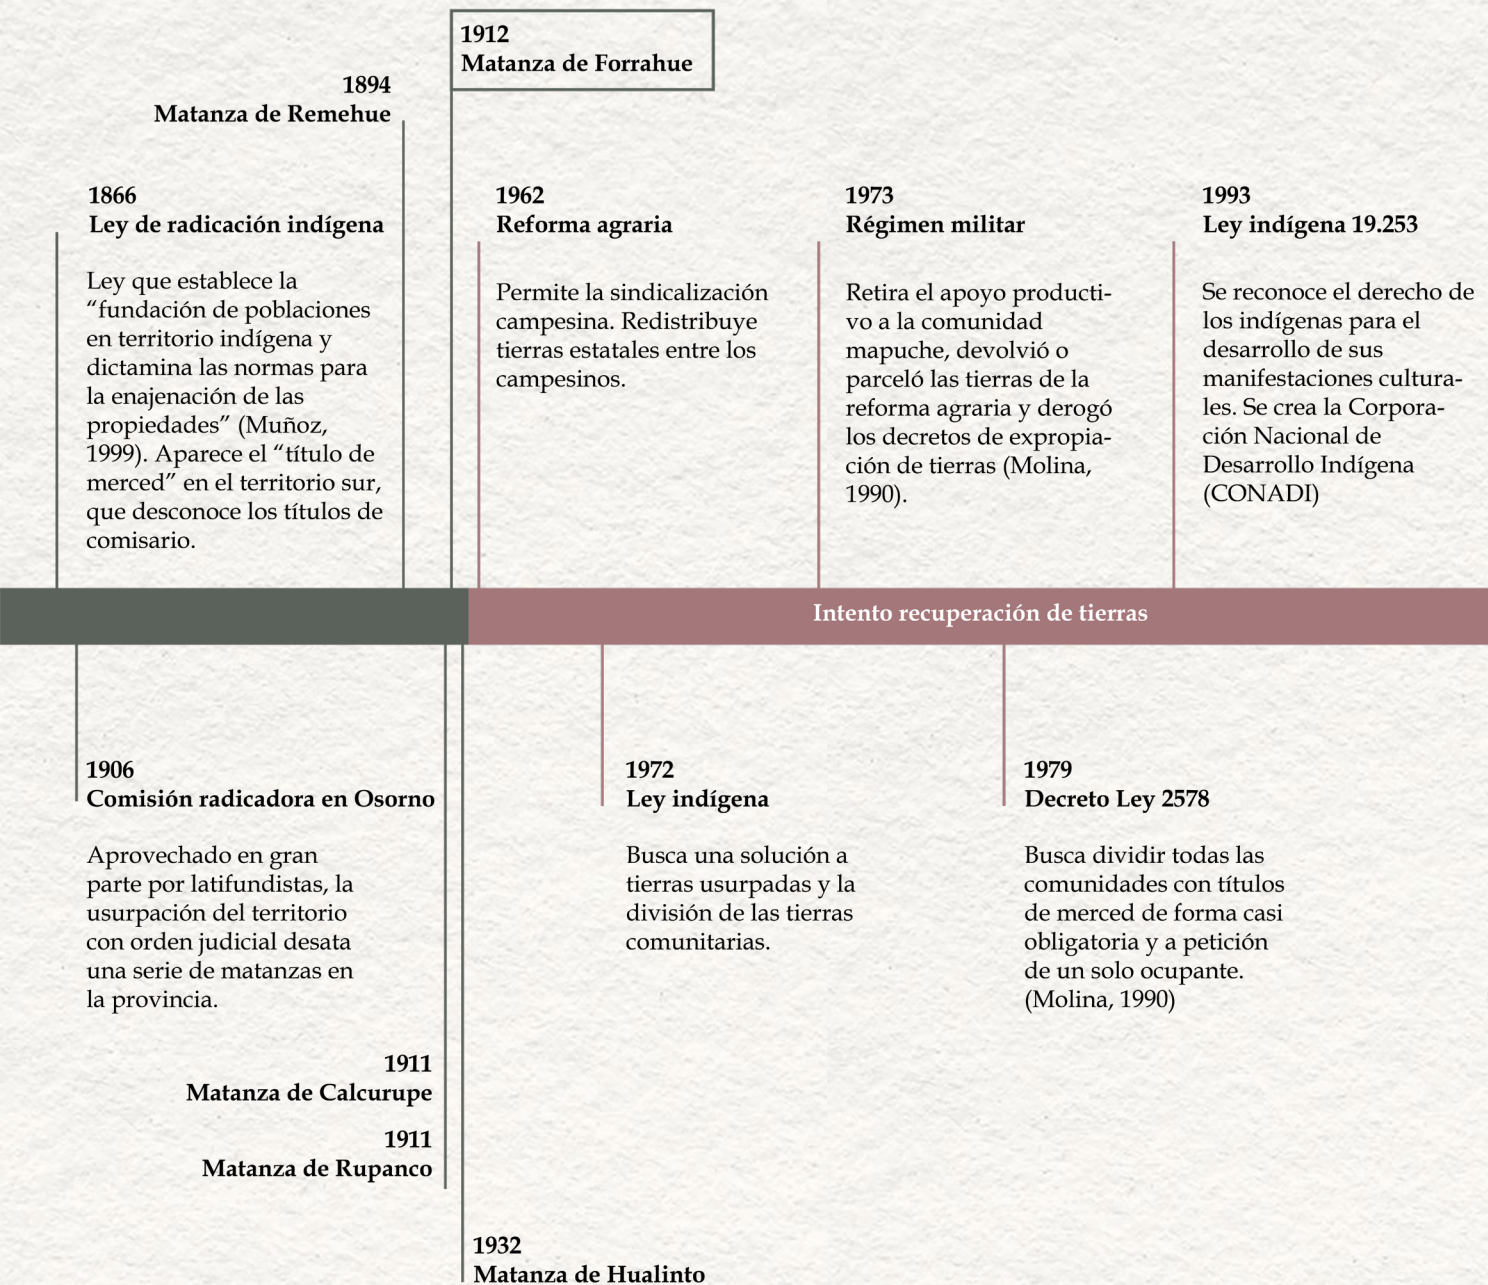 1912
Matanza de Forrahue
1894
Matanza de Remehue
1866
Ley de radicación indígena
Ley que establece la
“fundación de poblaciones
en territorio indígena y
dictamina las normas para
la enajenación de las
propiedades” (Muñoz,
1999). Aparece el “título de
merced” en el territorio sur,
que desconoce los títulos de
comisario.
1962
Reforma agraria
Permite la sindicalización
campesina. Redistribuye
tierras estatales entre los
campesinos.
1973
Régimen militar
Retira el apoyo producti-
vo a la comunidad
mapuche, devolvió o
parceló las tierras de la
reforma agraria y derogó
los decretos de expropia-
ción de tierras (Molina,
1990).
1993
Ley indígena 19.253
Se reconoce el derecho de
los indígenas para el
desarrollo de sus
manifestaciones cultura-
les. Se crea la Corpora-
ción Nacional de
Desarrollo Indígena
(CONADI)
Intento recuperación de tierras
1906
Comisión radicadora en Osorno
Aprovechado en gran
parte por latifundistas, la
usurpación del territorio
con orden judicial desata
una serie de matanzas en
la provincia.
1911
Matanza de Calcurupe
1911
Matanza de Rupanco
1932
Matanza de Hualinto
1972
Ley indígena
Busca una solución a
tierras usurpadas y la
división de las tierras
comunitarias.
1979
Decreto Ley 2578
Busca dividir todas las
comunidades con títulos
de merced de forma casi
obligatoria y a petición
de un solo ocupante.
(Molina, 1990)